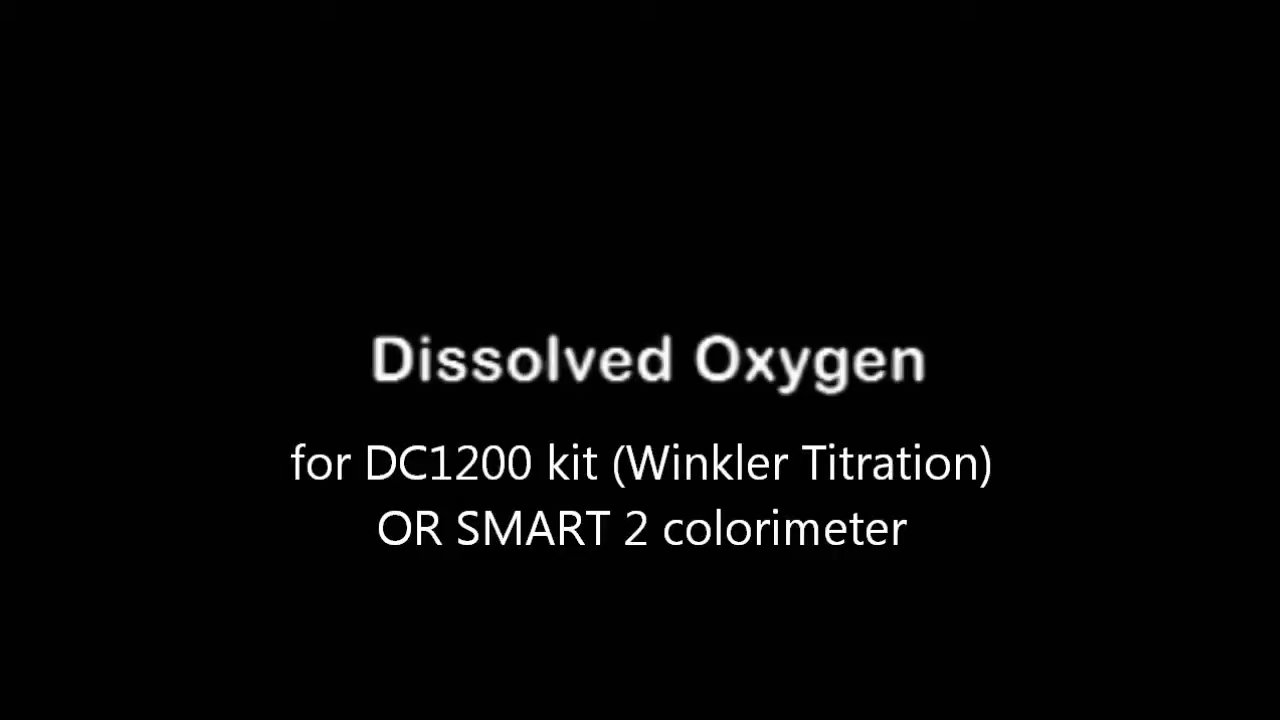 Dissolved Oxygen
for DC1200 kit (Winkler Titration)
OR SMART 2 colorimeter